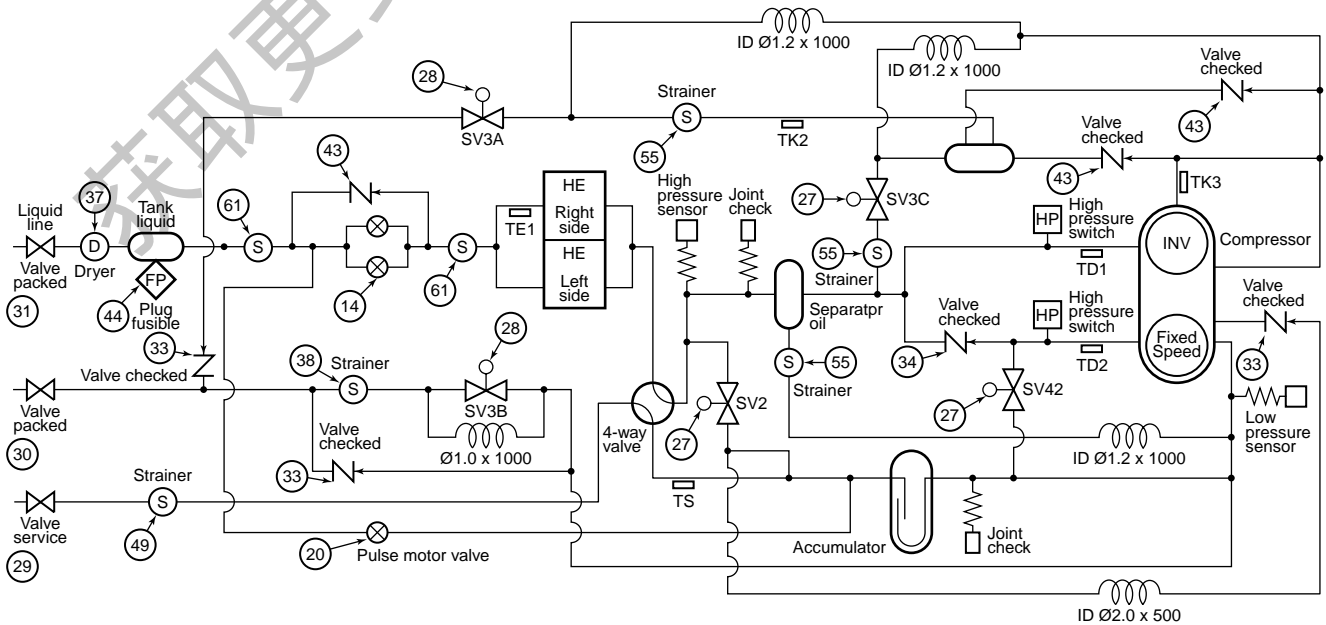 获取更
ID Ø1.2 x 1000
ID Ø1.2 x 1000
Valve
checked
43
28
SV3A
Strainer
S
55
TK2
43
Valve
checked
43
TK3
37
Liquid
line
D
Dryer
Valve
packed
31
Tank
liquid
FP
44
Plug
fusible
61
S
14
S
61
TE1
HE
Right
side
HE
Left
side
High
pressure
sensor
Joint
check
27
SV3C
55
S
Strainer
HP
High
pressure
switch
TD1
INV
Compressor
Separatpr
oil
S
55
Strainer
Valve
checked
34
HP
High
pressure
switch
TD2
Fixed
Speed
Valve
checked
33
33
Valve checked
38
Strainer
S
28
SV3B
Ø1.0 x 1000
4-way
valve
SV2
27
27
SV42
Low
pressure
sensor
Valve
packed
30
Valve
checked
33
ID Ø1.2 x 1000
Strainer
S
49
Valve
service
29
TS
20
Pulse motor valve
Accumulator
Joint
check
ID Ø2.0 x 500